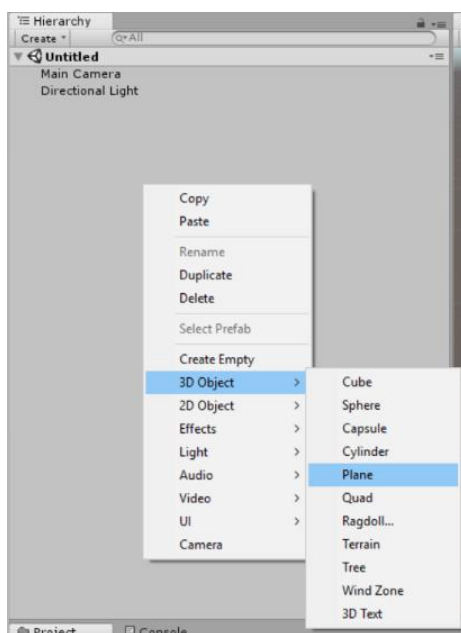 Hierarchy
Create
All
Untitled
Main Camera
Directional Light
Copy
Paste
Rename
Duplicate
Delete
Select Prefab
Create Empty
3D Object
2D Object
Effects
Light
Audio
Video
UI
Camera
Cube
Sphere
Capsule
Cylinder
Plane
Quad
Ragdoll...
Terrain
Tree
Wind Zone
3D Text
Project Console